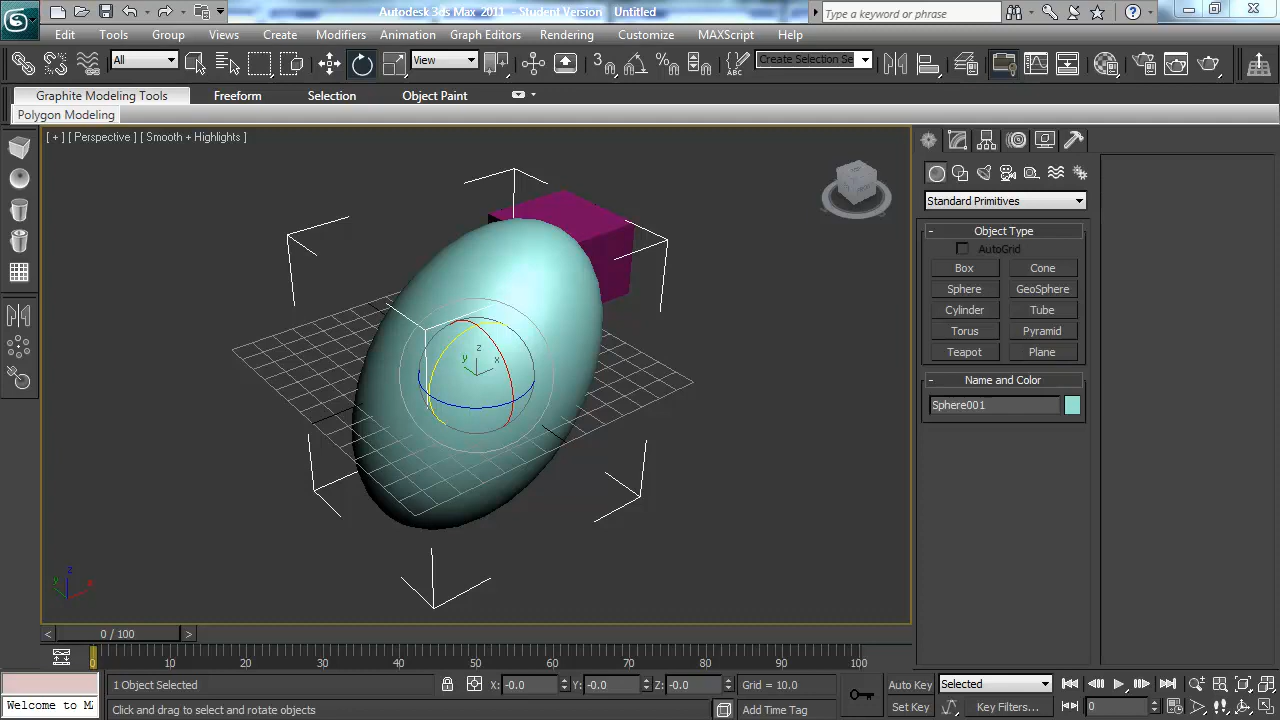 Autodesk 3ds Max 2011 - Student Version Untitled
Type a keyword or phrase
Edit Tools Group Views Create Modifiers Animation Graph Editors Rendering Customize MAXScript Help
All View Create Selection Se
Graphite Modeling Tools Freeform Selection Object Paint
Polygon Modeling
[ + ] [ Perspective ] [ Smooth + Highlights ]
Standard Primitives
- Object Type
AutoGrid
Box Cone
Sphere GeoSphere
Cylinder Tube
Torus Pyramid
Teapot Plane
- Name and Color
Sphere001
z
y x
z
y x
< 0 / 100 >
0 10 20 30 40 50 60 70 80 90 100
1 Object Selected X: -0.0 Y: -0.0 Z: -0.0 Grid = 10.0 Auto Key Selected
Welcome to MA Click and drag to select and rotate objects Add Time Tag Set Key Key Filters... 0